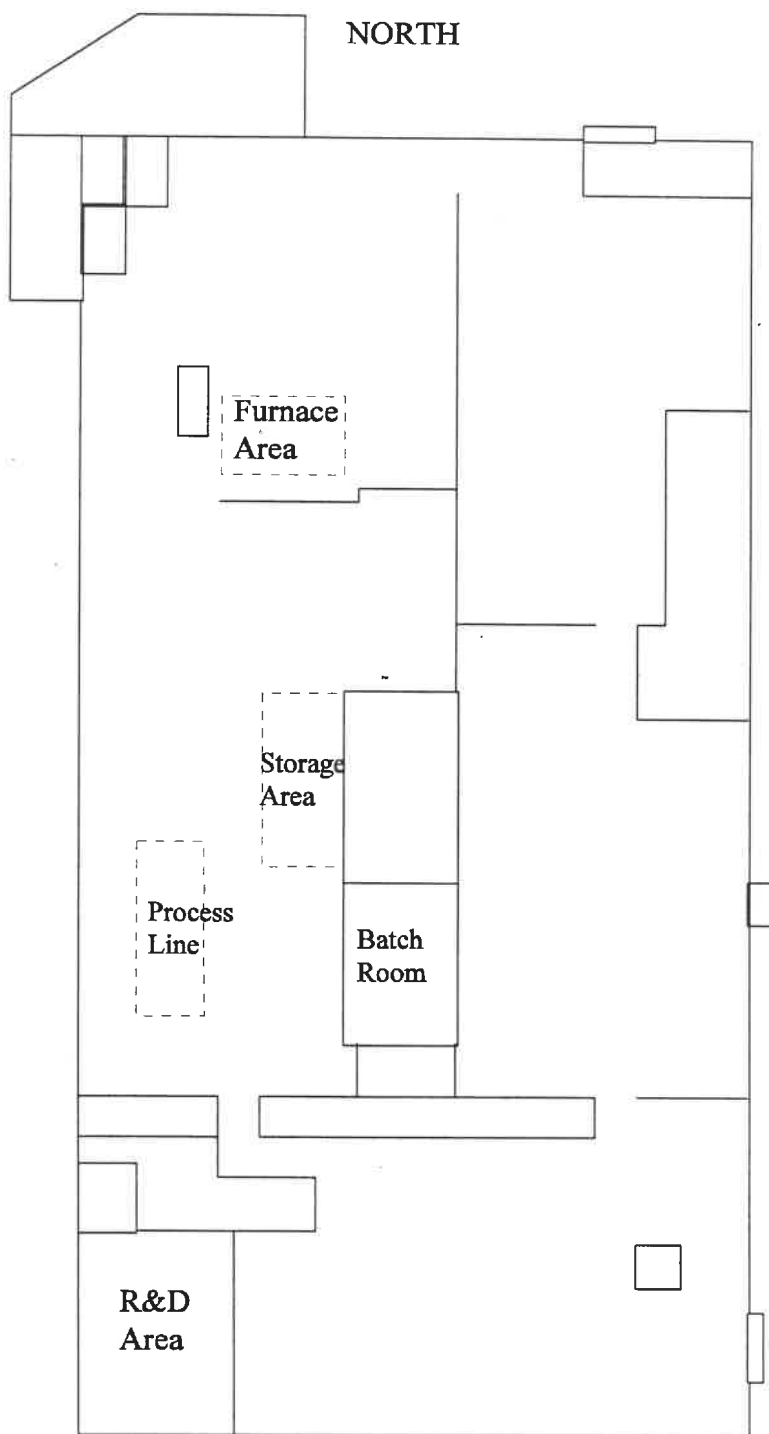 NORTH
Furnace
Area
Storage
Area
Process
Line
Batch
Room
R&D
Area